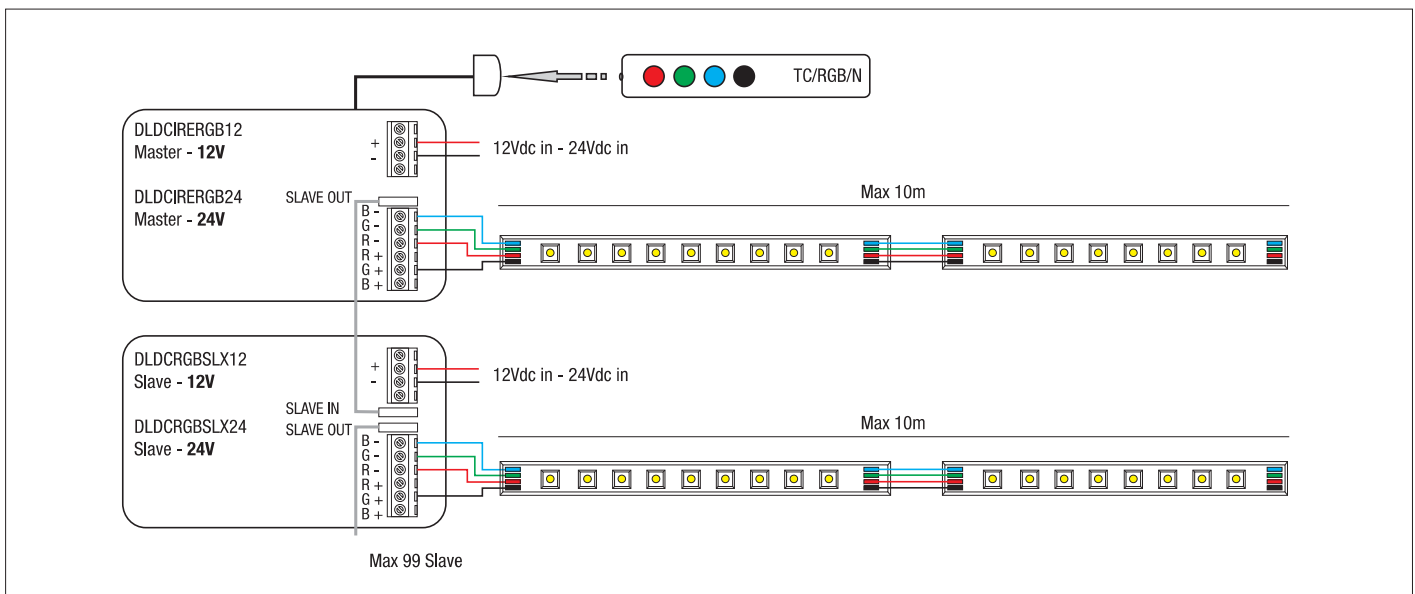 TC/RGB/N
DLDCIRERGB12
Master - 12V
+
-
12Vdc in - 24Vdc in
DLDCIRERGB24
Master - 24V
SLAVE OUT
B -
G -
R -
R +
G +
B +
Max 10m
DLDCRGBSLX12
Slave - 12V
+
-
12Vdc in - 24Vdc in
SLAVE IN
DLDCRGBSLX24
Slave - 24V
SLAVE OUT
B -
G -
R -
R +
G +
B +
Max 10m
Max 99 Slave